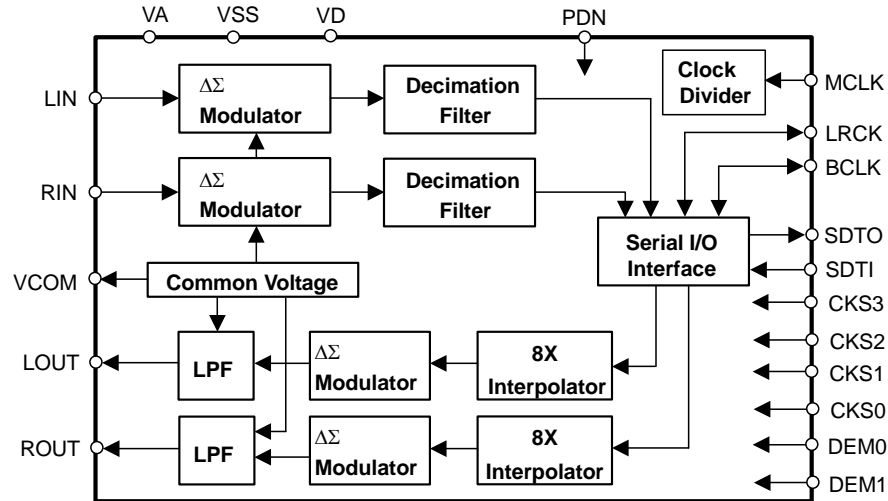 VA VSS VD PDN
LIN
ΔΣ
Modulator
Decimation
Filter
Clock
Divider
MCLK
LRCK
BCLK
RIN
ΔΣ
Modulator
Decimation
Filter
Serial I/O
Interface
SDTO
SDTI
VCOM
Common Voltage
CKS3
CKS2
CKS1
CKS0
DEM0
DEM1
LOUT
LPF
ΔΣ
Modulator
8X
Interpolator
ROUT
LPF
ΔΣ
Modulator
8X
Interpolator